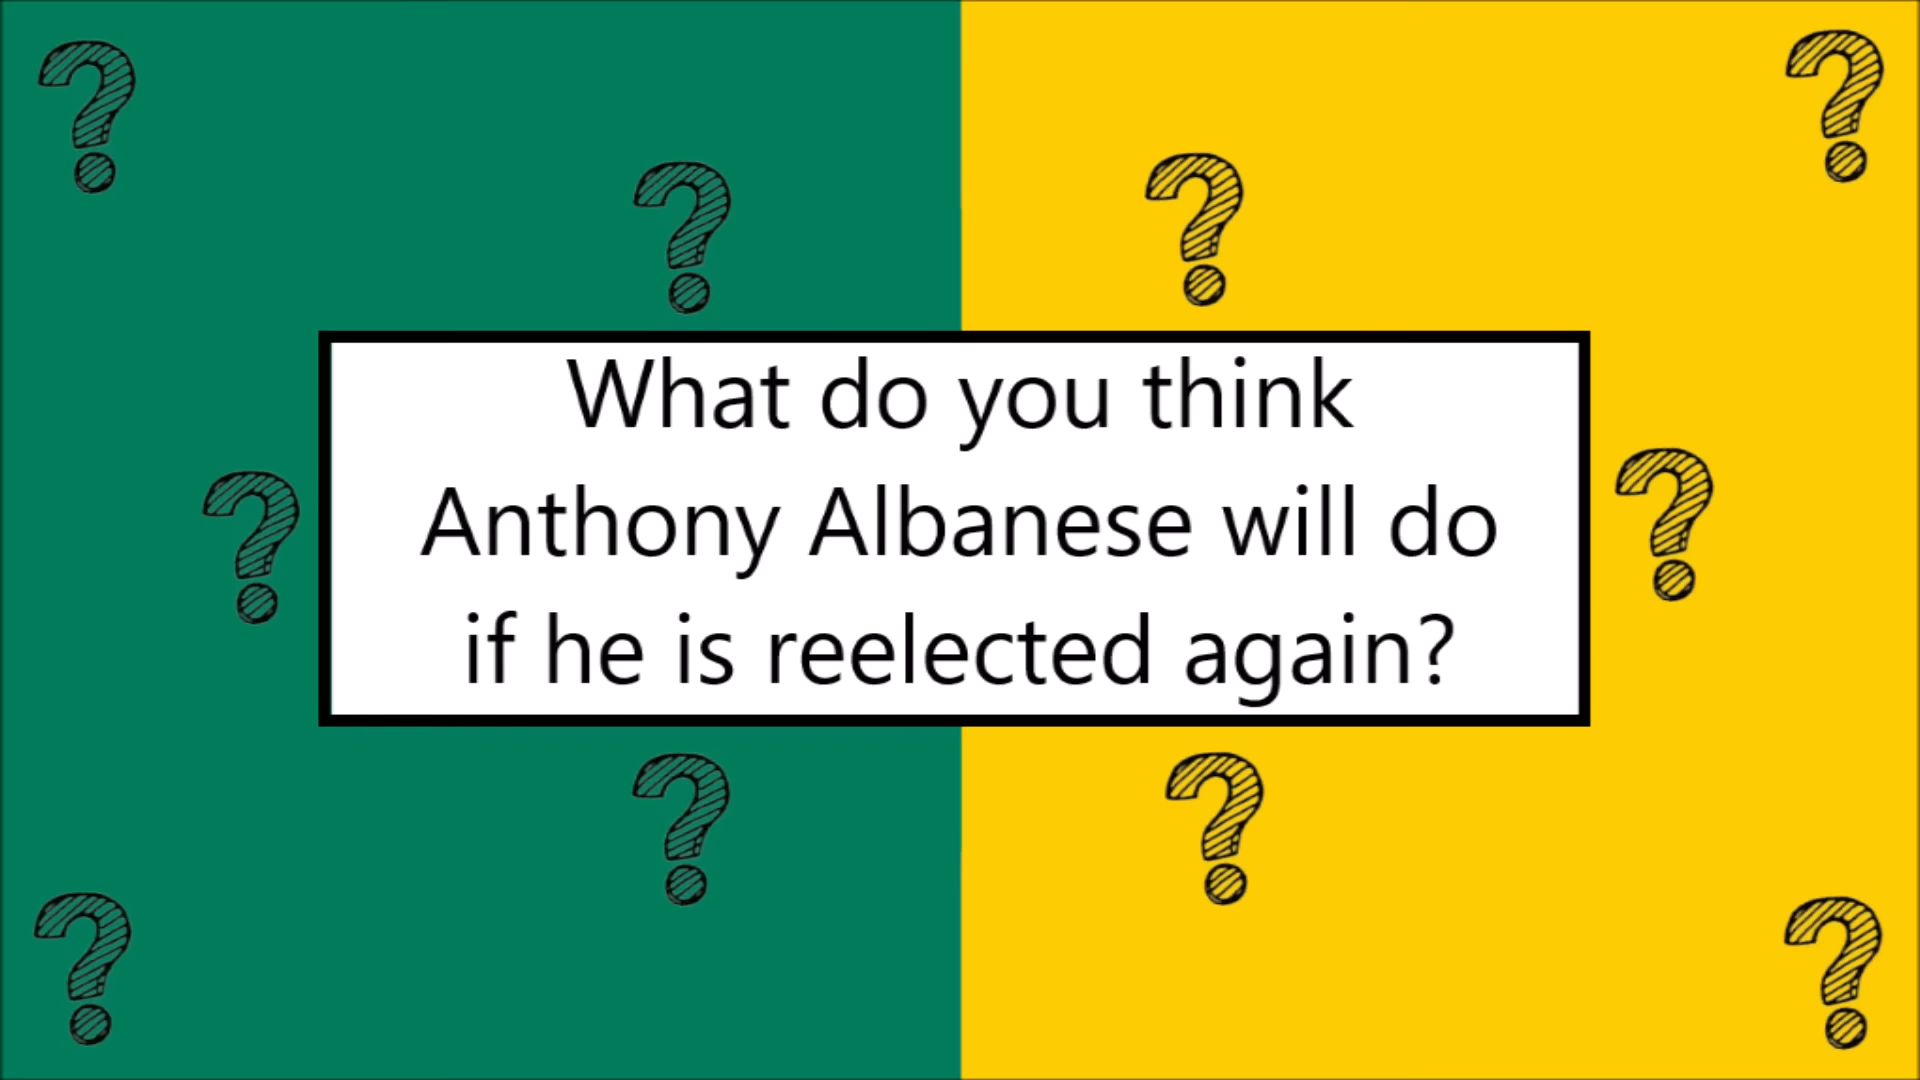 What do you think
Anthony Albanese will do
if he is reelected again?